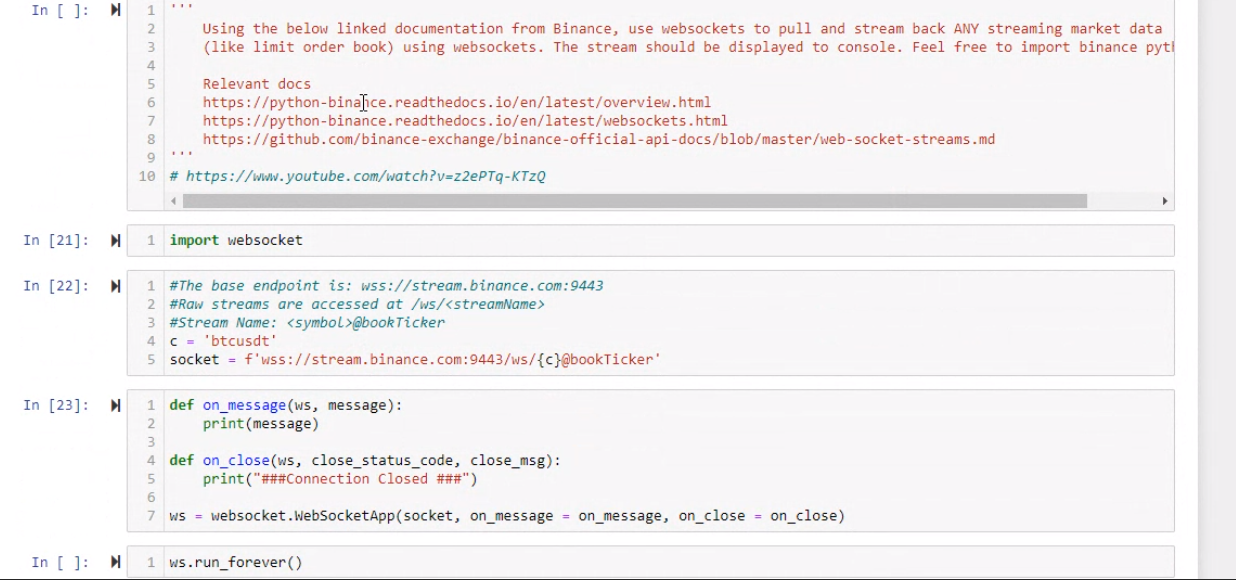 In [ ]:
1 '''
2 Using the below linked documentation from Binance, use websockets to pull and stream back ANY streaming market data
3 (like limit order book) using websockets. The stream should be displayed to console. Feel free to import binance
4
5 Relevant docs
6 https://python-binance.readthedocs.io/en/latest/overview.html
7 https://python-binance.readthedocs.io/en/latest/websockets.html
8 https://github.com/binance-exchange/binance-official-api-docs/blob/master/web-socket-streams.md
9 '''
10 # https://www.youtube.com/watch?v=z2ePTq-KTzQ
In [21]:
1 import websocket
In [22]:
1 #The base endpoint is: wss://stream.binance.com:9443
2 #Raw streams are accessed at /ws/<streamName>
3 #Stream Name: <symbol>@bookTicker
4 c = 'btcusdt'
5 socket = f'wss://stream.binance.com:9443/ws/{c}@bookTicker'
In [23]:
1 def on_message(ws, message):
2 print(message)
3
4 def on_close(ws, close_status_code, close_msg):
5 print("###Connection Closed ###")
6
7 ws = websocket.WebSocketApp(socket, on_message = on_message, on_close = on_close)
In [ ]:
1 ws.run_forever()